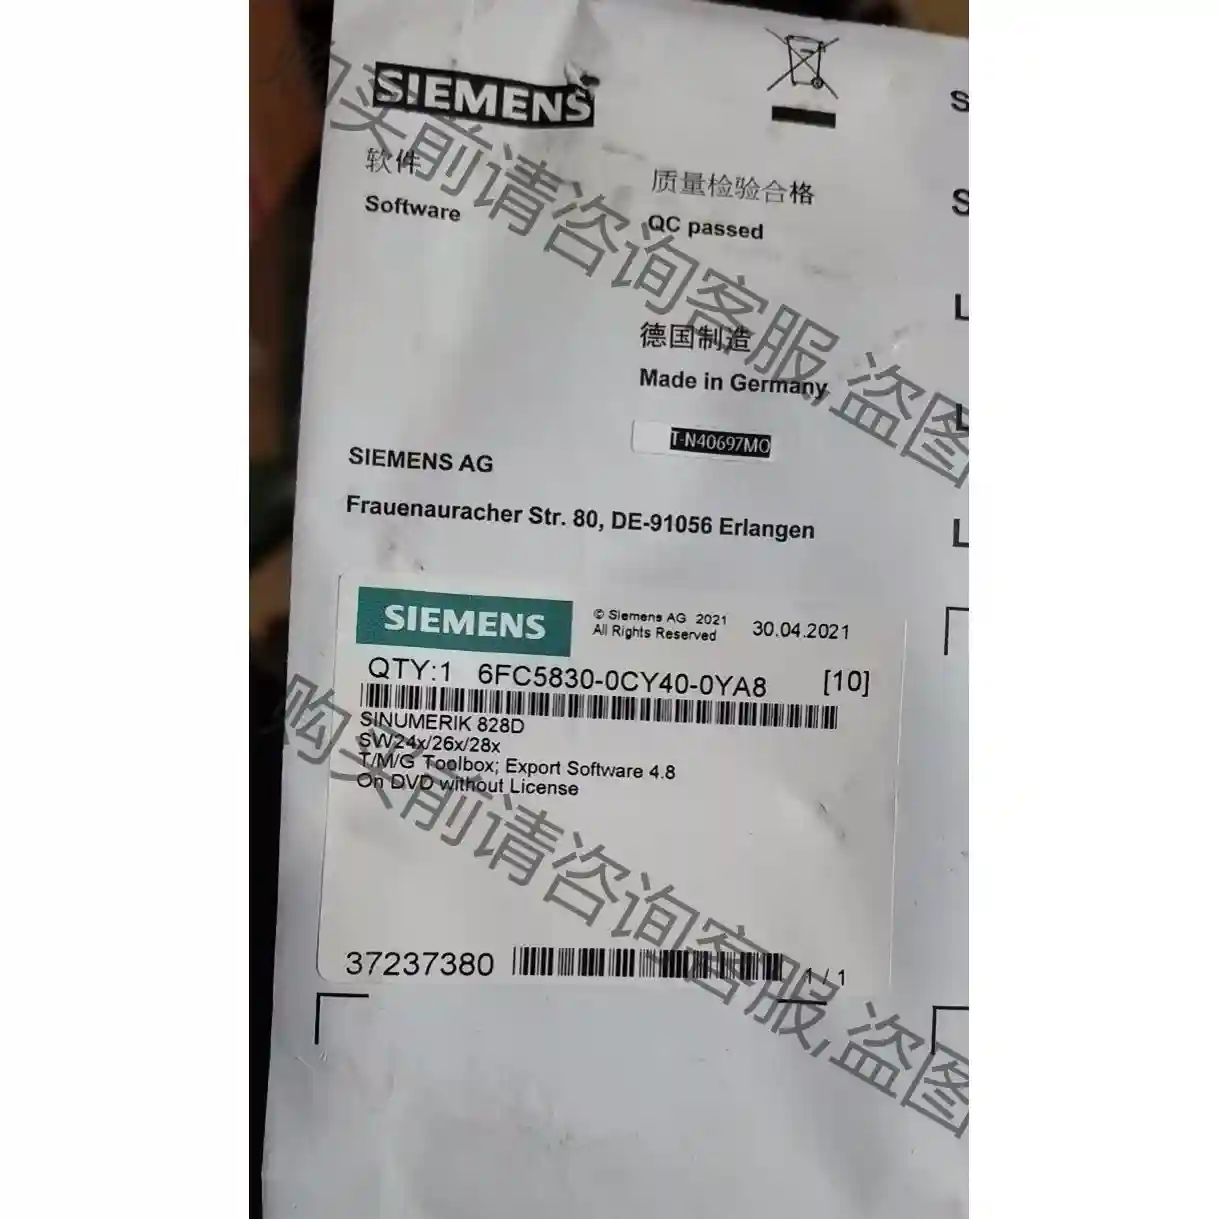 SIEMENS
软件
Software
质量检验合格
QC passed
德国制造
Made in Germany
T-N40697MO
SIEMENS AG
Frauenauracher Str. 80, DE-91056 Erlangen
SIEMENS
© Siemens AG 2021
All Rights Reserved
30.04.2021
QTY:1 6FC5830-0CY40-0YA8 [10]
SINUMERIK 828D
SW24x/26x/28x
T/M/G Toolbox; Export Software 4.8
On DVD without License
37237380
1 / 1
购买前请咨询客服,盗图
购买前请咨询客服,盗图
S
S
L
L
L